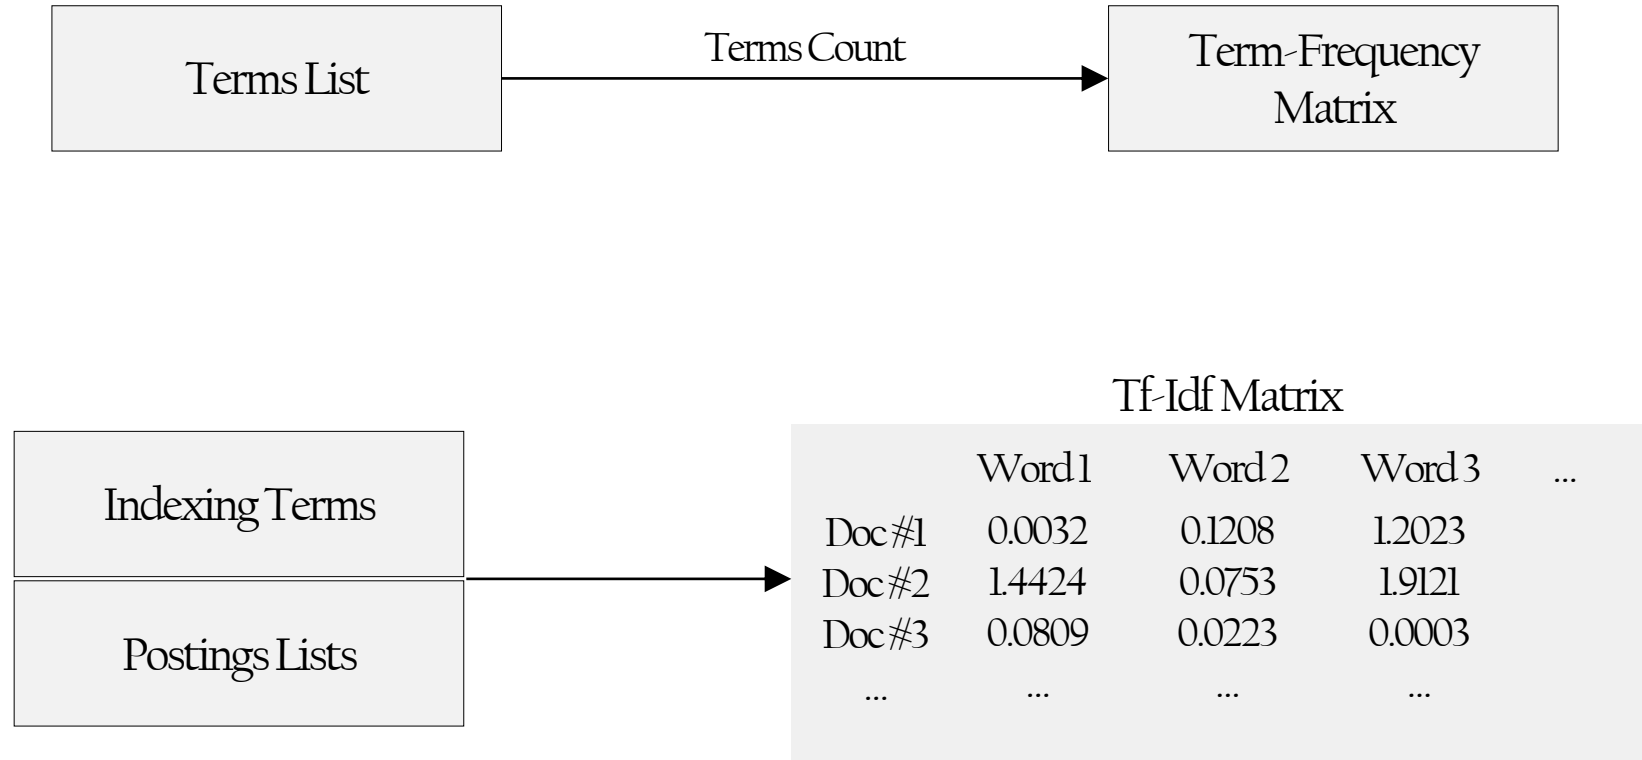 Terms List
Terms Count
Term-Frequency
Matrix
Tf-Idf Matrix
Indexing Terms
Postings Lists
Word 1 Word 2 Word 3 ...
Doc #1 0.0032 0.1208 1.2023
Doc #2 1.4424 0.0753 1.9121
Doc #3 0.0809 0.0223 0.0003
... ... ... ...